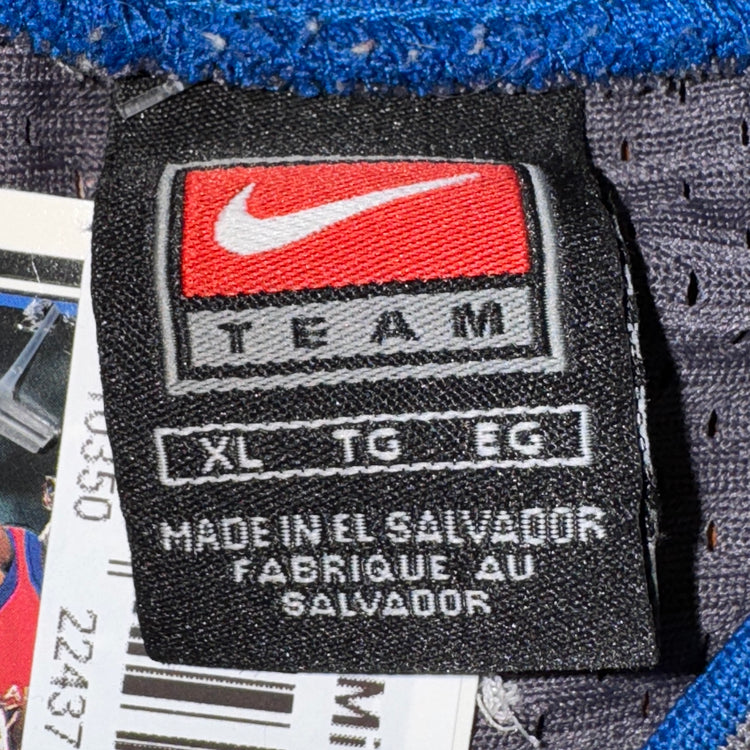 TEAM
XL TG EG
MADE IN EL SALVADOR
FABRIQUE AU
SALVADOR
10350
22437